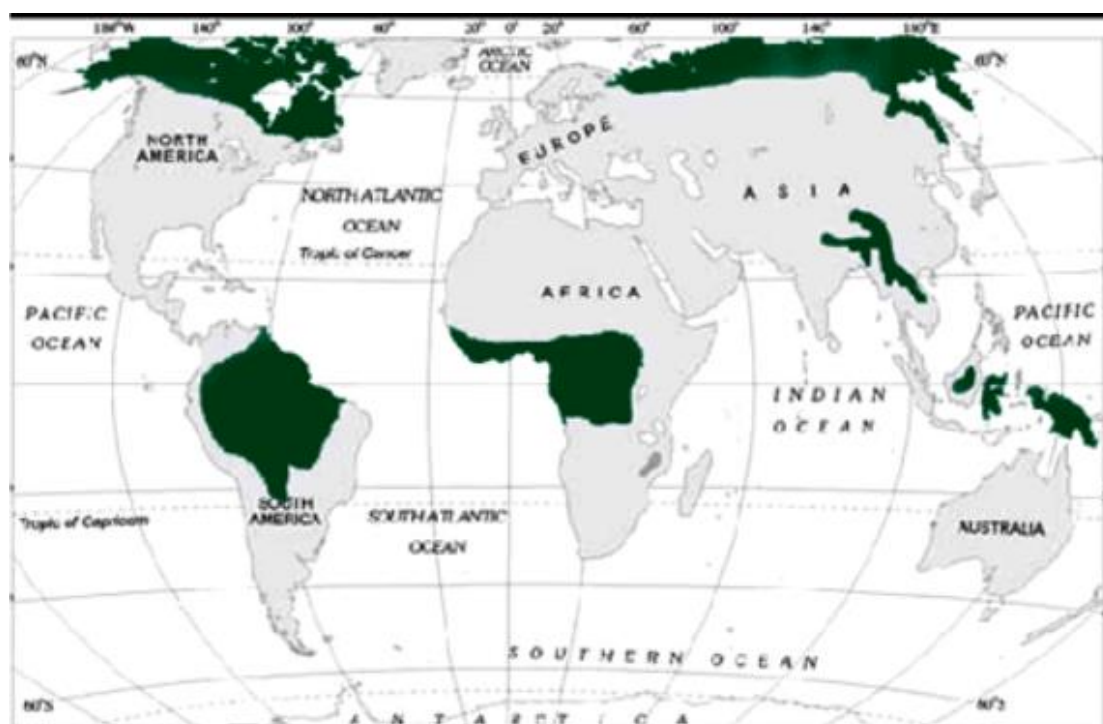 180°W 140° 100° 60° 20° 0° 20° 60° 100° 140° 180°E
60°N
60°N
ARCTIC
OCEAN
NORTH
AMERICA
EUROPE
ASIA
NORTH ATLANTIC
OCEAN
Tropic of Cancer
AFRICA
PACIFIC
OCEAN
PACIFIC
OCEAN
INDIAN
OCEAN
SOUTH
AMERICA
Tropic of Capricorn
SOUTH ATLANTIC
OCEAN
AUSTRALIA
SOUTHERN OCEAN
60°S
60°S
ANTARCTICA